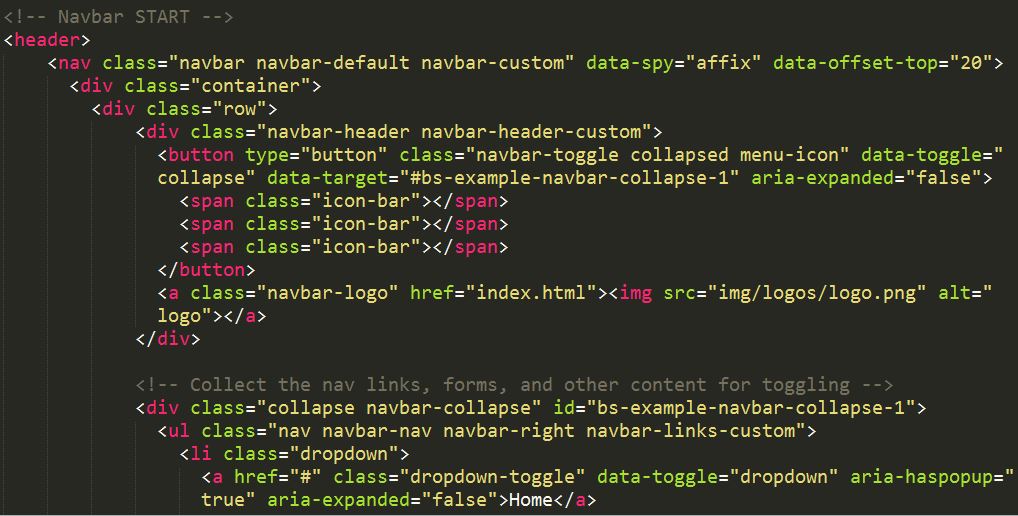 <!-- Navbar START -->
<header>
<nav class="navbar navbar-default navbar-custom" data-spy="affix" data-offset-top="20">
<div class="container">
<div class="row">
<div class="navbar-header navbar-header-custom">
<button type="button" class="navbar-toggle collapsed menu-icon" data-toggle="
collapse" data-target="#bs-example-navbar-collapse-1" aria-expanded="false">
<span class="icon-bar"></span>
<span class="icon-bar"></span>
<span class="icon-bar"></span>
</button>
<a class="navbar-logo" href="index.html"><img src="img/logos/logo.png" alt="
logo"></a>
</div>
<!-- Collect the nav links, forms, and other content for toggling -->
<div class="collapse navbar-collapse" id="bs-example-navbar-collapse-1">
<ul class="nav navbar-nav navbar-right navbar-links-custom">
<li class="dropdown">
<a href="#" class="dropdown-toggle" data-toggle="dropdown" aria-haspopup="
true" aria-expanded="false">Home</a>